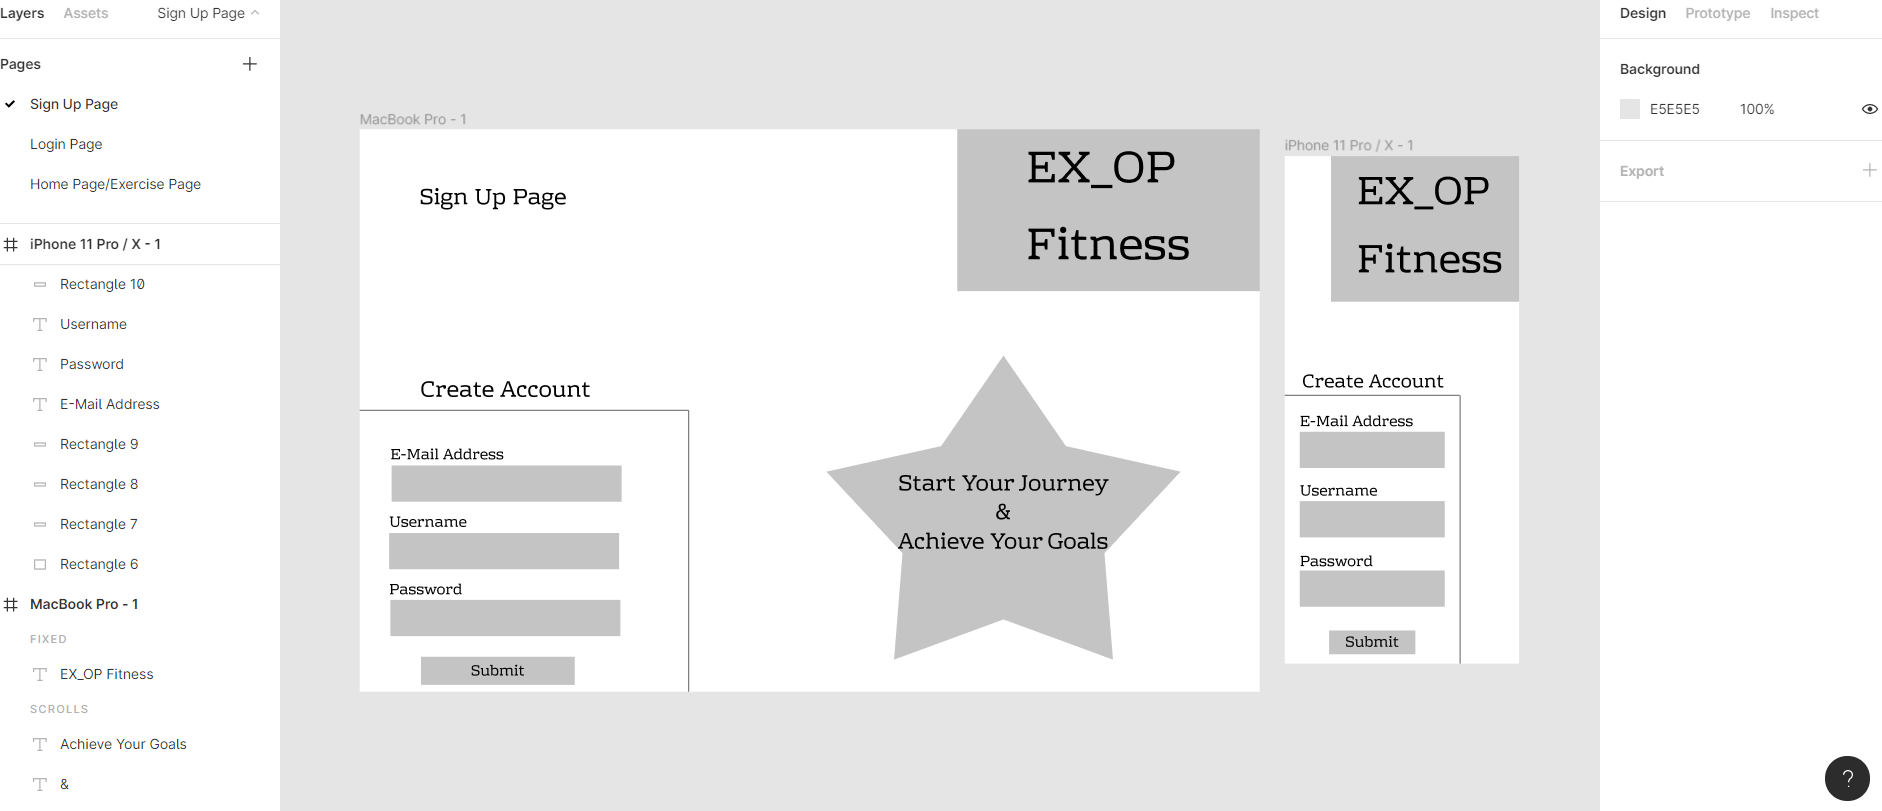 Layers Assets Sign Up Page
Pages
Sign Up Page
Login Page
Home Page/Exercise Page
iPhone 11 Pro / X - 1
Rectangle 10
Username
Password
E-Mail Address
Rectangle 9
Rectangle 8
Rectangle 7
Rectangle 6
MacBook Pro - 1
FIXED
EX_OP Fitness
SCROLLS
Achieve Your Goals
&
MacBook Pro - 1
Sign Up Page
EX_OP
Fitness
Create Account
E-Mail Address
Username
Password
Submit
Start Your Journey
&
Achieve Your Goals
iPhone 11 Pro / X - 1
EX_OP
Fitness
Create Account
E-Mail Address
Username
Password
Submit
Design Prototype Inspect
Background
E5E5E5 100%
Export
?